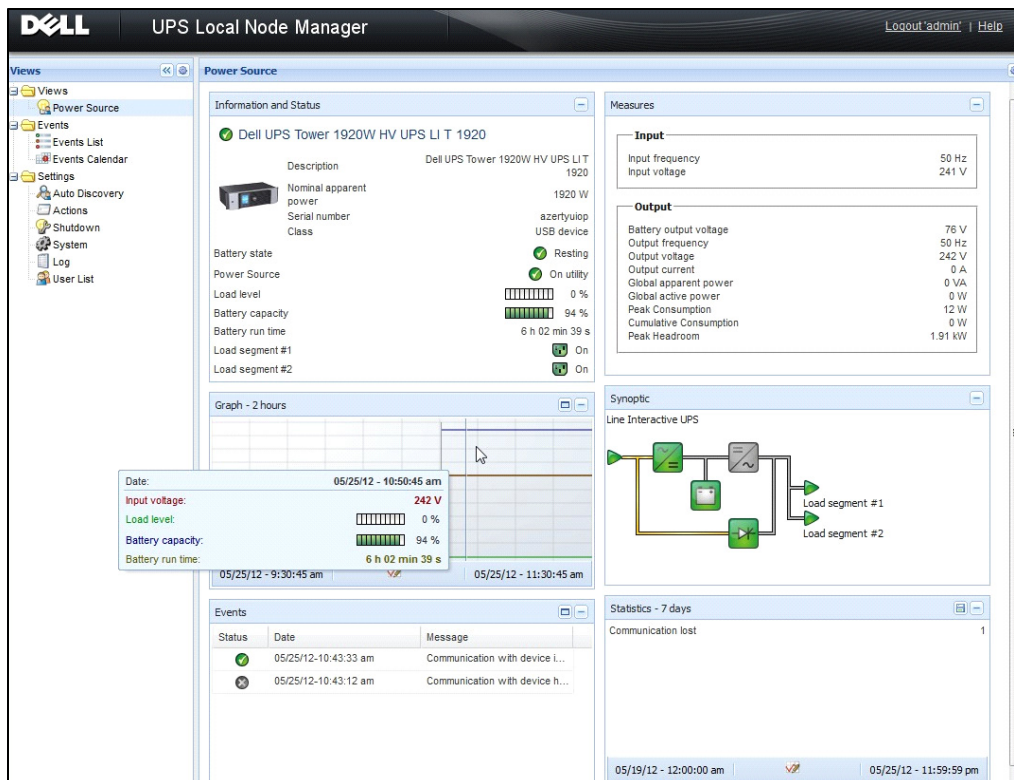 DELL
UPS Local Node Manager
Logout 'admin' | Help
Views
Views
Power Source
Events
Events List
Events Calendar
Settings
Auto Discovery
Actions
Shutdown
System
Log
User List
Power Source
Information and Status
Dell UPS Tower 1920W HV UPS LI T 1920
Description Dell UPS Tower 1920W HV UPS LI T
1920
Nominal apparent
power 1920 W
Serial number azertyuiop
Class USB device
Battery state Resting
Power Source On utility
Load level 0 %
Battery capacity 94 %
Battery run time 6 h 02 min 39 s
Load segment #1 On
Load segment #2 On
Measures
Input
Input frequency 50 Hz
Input voltage 241 V
Output
Battery output voltage 76 V
Output frequency 50 Hz
Output voltage 242 V
Output current 0 A
Global apparent power 0 VA
Global active power 0 W
Peak Consumption 12 W
Cumulative Consumption 0 W
Peak Headroom 1.91 kW
Graph - 2 hours
Date: 05/25/12 - 10:50:45 am
Input voltage: 242 V
Load level: 0 %
Battery capacity: 94 %
Battery run time: 6 h 02 min 39 s
05/25/12 - 9:30:45 am 05/25/12 - 11:30:45 am
Synoptic
Line Interactive UPS
Load segment #1
Load segment #2
Events
Status Date Message
05/25/12-10:43:33 am Communication with device i...
05/25/12-10:43:12 am Communication with device h...
Statistics - 7 days
Communication lost 1
05/19/12 - 12:00:00 am 05/25/12 - 11:59:59 pm